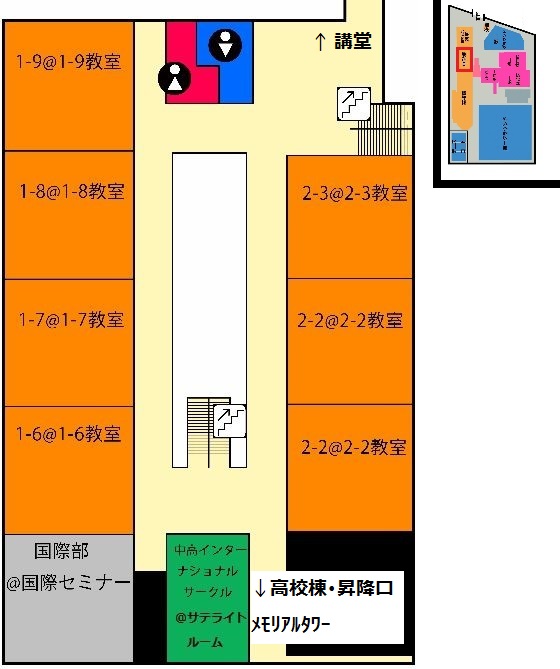 1-9@1-9教室
↑ 講堂
1-8@1-8教室
2-3@2-3教室
1-7@1-7教室
2-2@2-2教室
1-6@1-6教室
2-2@2-2教室
国際部
@国際セミナー
中高インター
ナショナル
サークル
@サテライト
ルーム
↓高校棟・昇降口
ﾒﾓﾘｱﾙﾀﾜｰ